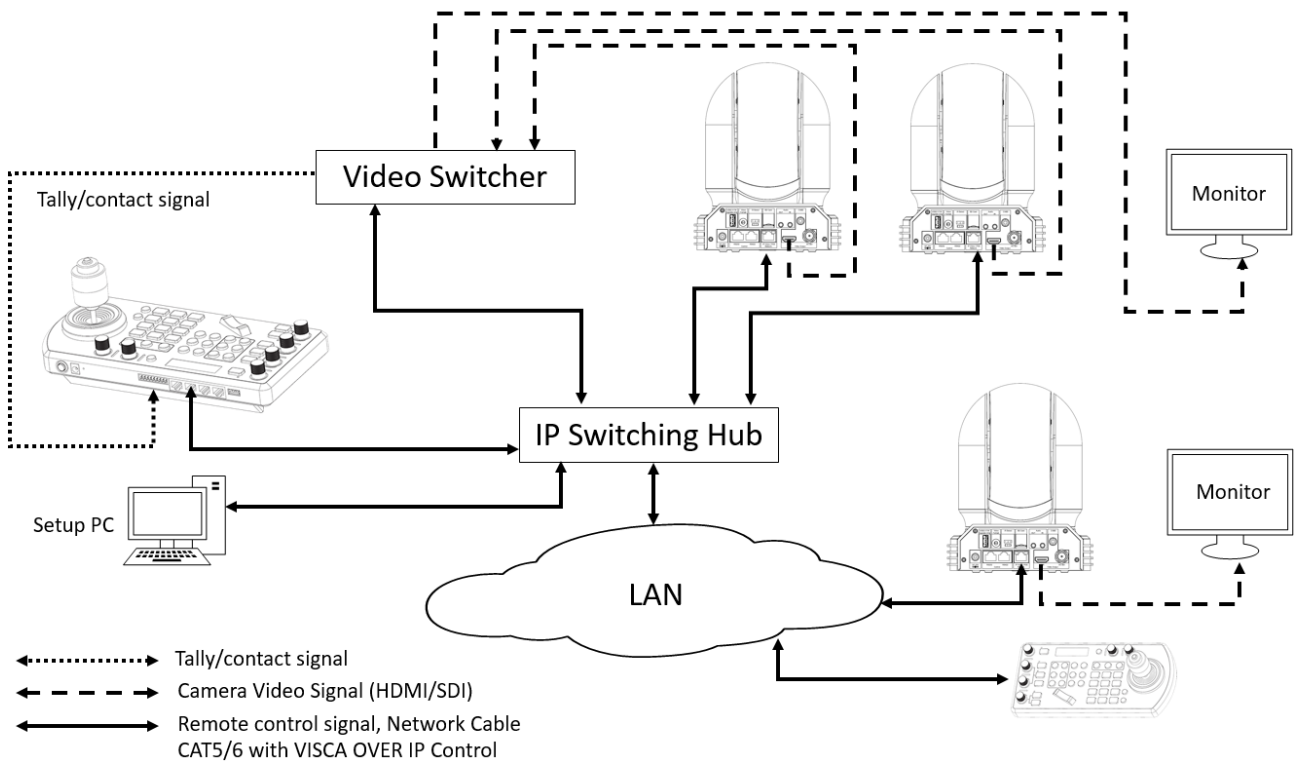 Video Switcher
Tally/contact signal
Monitor
IP Switching Hub
Monitor
Setup PC
LAN
Tally/contact signal
Camera Video Signal (HDMI/SDI)
Remote control signal, Network Cable
CAT5/6 with VISCA OVER IP Control